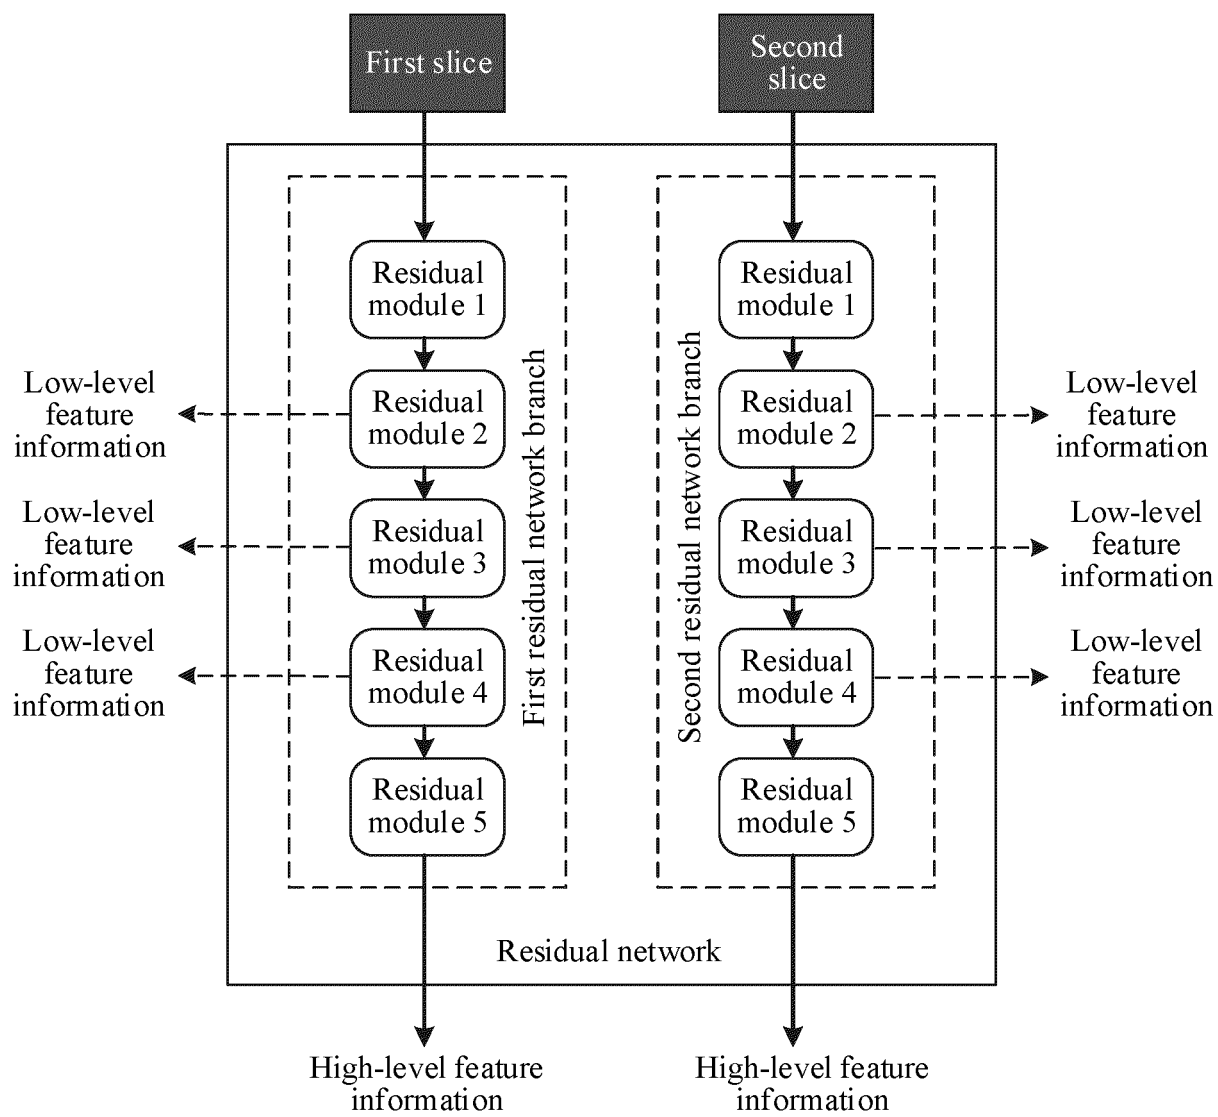 First slice
Second
slice
Residual
module 1
Residual
module 1
Low-level
feature
information
Residual
module 2
Residual
module 2
Low-level
feature
information
Low-level
feature
information
Residual
module 3
First residual network branch
Second residual network branch
Residual
module 3
Low-level
feature
information
Low-level
feature
information
Residual
module 4
Residual
module 4
Low-level
feature
information
Residual
module 5
Residual
module 5
Residual network
High-level feature
information
High-level feature
information